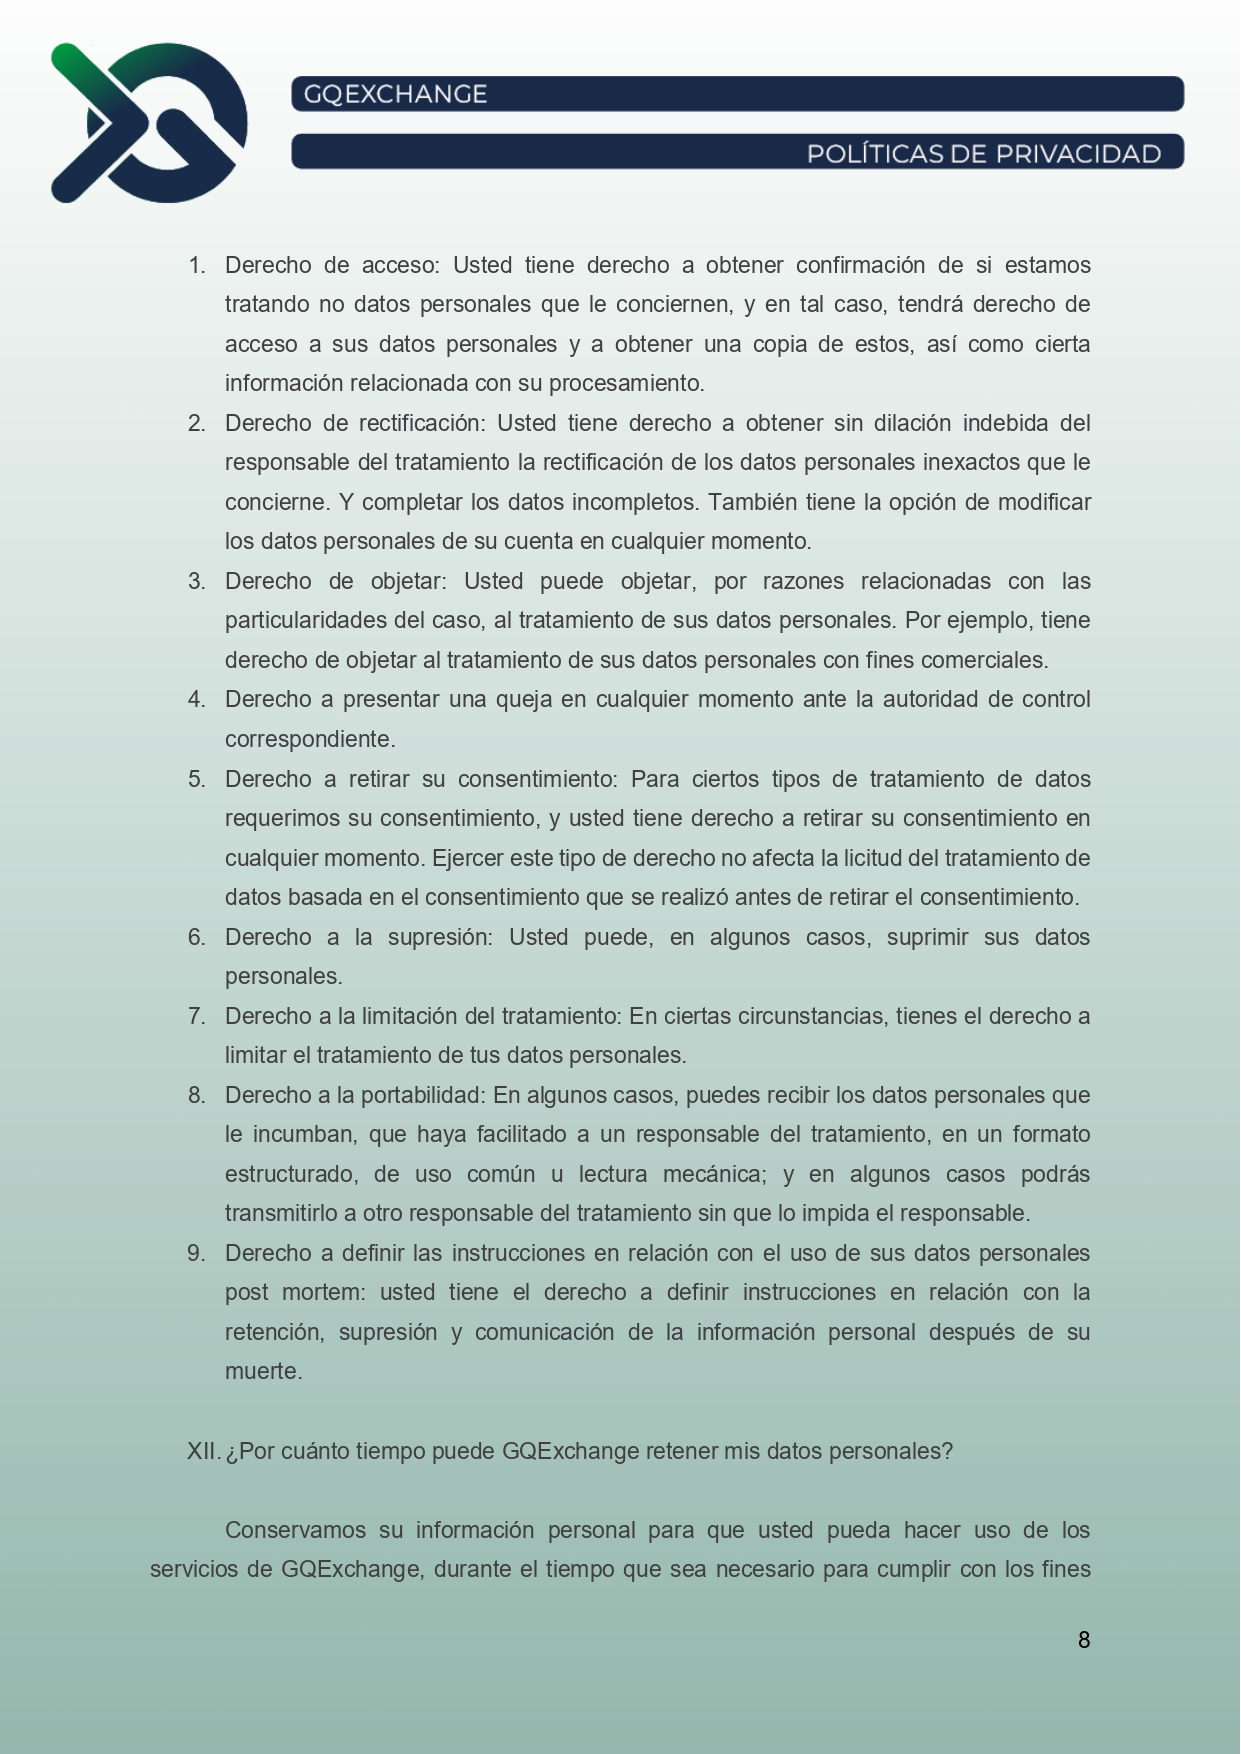 GQEXCHANGE
POLÍTICAS DE PRIVACIDAD
1. Derecho de acceso: Usted tiene derecho a obtener confirmación de si estamos
tratando no datos personales que le conciernen, y en tal caso, tendrá derecho de
acceso a sus datos personales y a obtener una copia de estos, así como cierta
información relacionada con su procesamiento.
2. Derecho de rectificación: Usted tiene derecho a obtener sin dilación indebida del
responsable del tratamiento la rectificación de los datos personales inexactos que le
concierne. Y completar los datos incompletos. También tiene la opción de modificar
los datos personales de su cuenta en cualquier momento.
3. Derecho de objetar: Usted puede objetar, por razones relacionadas con las
particularidades del caso, al tratamiento de sus datos personales. Por ejemplo, tiene
derecho de objetar al tratamiento de sus datos personales con fines comerciales.
4. Derecho a presentar una queja en cualquier momento ante la autoridad de control
correspondiente.
5. Derecho a retirar su consentimiento: Para ciertos tipos de tratamiento de datos
requerimos su consentimiento, y usted tiene derecho a retirar su consentimiento en
cualquier momento. Ejercer este tipo de derecho no afecta la licitud del tratamiento de
datos basada en el consentimiento que se realizó antes de retirar el consentimiento.
6. Derecho a la supresión: Usted puede, en algunos casos, suprimir sus datos
personales.
7. Derecho a la limitación del tratamiento: En ciertas circunstancias, tienes el derecho a
limitar el tratamiento de tus datos personales.
8. Derecho a la portabilidad: En algunos casos, puedes recibir los datos personales que
le incumban, que haya facilitado a un responsable del tratamiento, en un formato
estructurado, de uso común u lectura mecánica; y en algunos casos podrás
transmitirlo a otro responsable del tratamiento sin que lo impida el responsable.
9. Derecho a definir las instrucciones en relación con el uso de sus datos personales
post mortem: usted tiene el derecho a definir instrucciones en relación con la
retención, supresión y comunicación de la información personal después de su
muerte.
XII. ¿Por cuánto tiempo puede GQExchange retener mis datos personales?
Conservamos su información personal para que usted pueda hacer uso de los
servicios de GQExchange, durante el tiempo que sea necesario para cumplir con los fines
8